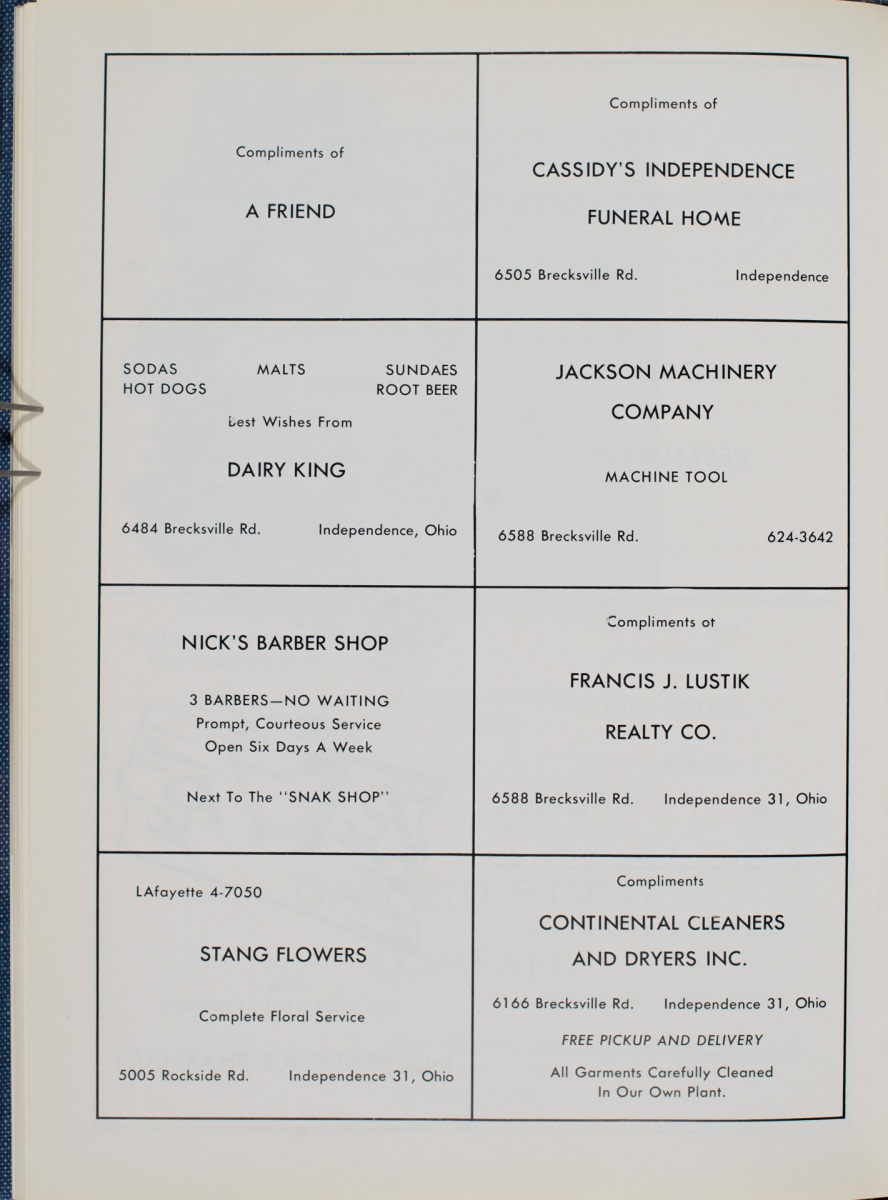 Compliments of
A FRIEND
Compliments of
CASSIDY'S INDEPENDENCE
FUNERAL HOME
6505 Brecksville Rd. Independence
SODAS MALTS SUNDAES
HOT DOGS ROOT BEER
Best Wishes From
DAIRY KING
6484 Brecksville Rd. Independence, Ohio
JACKSON MACHINERY
COMPANY
MACHINE TOOL
6588 Brecksville Rd. 624-3642
NICK'S BARBER SHOP
3 BARBERS—NO WAITING
Prompt, Courteous Service
Open Six Days A Week
Next To The "SNAK SHOP"
Compliments of
FRANCIS J. LUSTIK
REALTY CO.
6588 Brecksville Rd. Independence 31, Ohio
LAfayette 4-7050
STANG FLOWERS
Complete Floral Service
5005 Rockside Rd. Independence 31, Ohio
Compliments
CONTINENTAL CLEANERS
AND DRYERS INC.
6166 Brecksville Rd. Independence 31, Ohio
FREE PICKUP AND DELIVERY
All Garments Carefully Cleaned
In Our Own Plant.